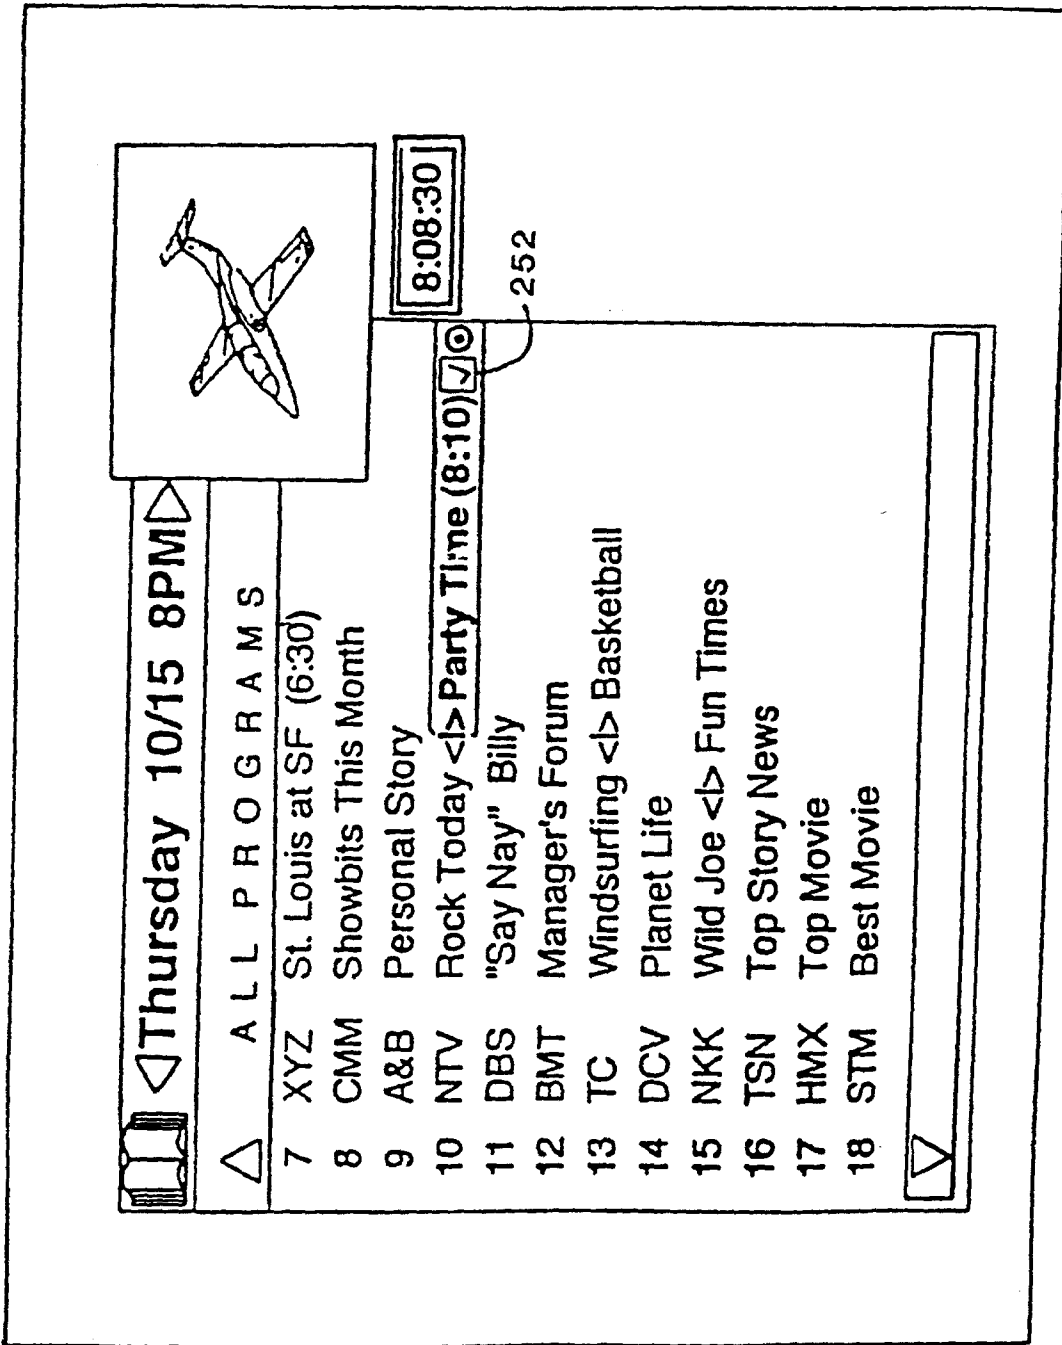 Thursday 10/15 8PM
ALL PROGRAMS
8:08:30
7 XYZ St. Louis at SF (6:30)
8 CMM Showbits This Month
9 A&B Personal Story
10 NTV Rock Today <I> Party Time (8:10)
252
11 DBS "Say Nay" Billy
12 BMT Manager's Forum
13 TC Windsurfing <I> Basketball
14 DCV Planet Life
15 NKK Wild Joe <I> Fun Times
16 TSN Top Story News
17 HMX Top Movie
18 STM Best Movie